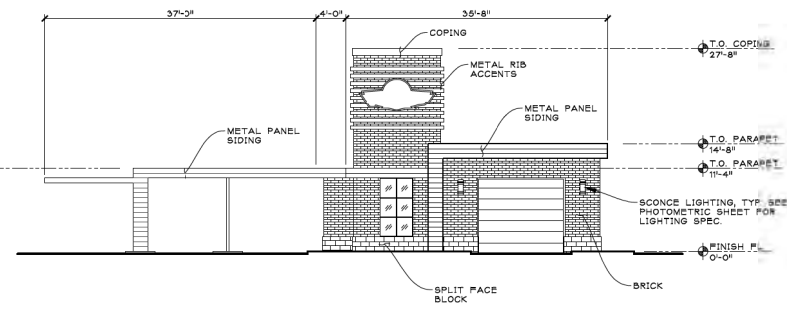 37'-0" 4'-0" 35'-8"
COPING
T.O. COPING
27'-8"
METAL RIB
ACCENTS
METAL PANEL
SIDING
METAL PANEL
SIDING
T.O. PARAPET
14'-8"
T.O. PARAPET
11'-4"
SCONCE LIGHTING, TYP SEE
PHOTOMETRIC SHEET FOR
LIGHTING SPEC.
FINISH
0'-0"
BRICK
SPLIT FACE
BLOCK